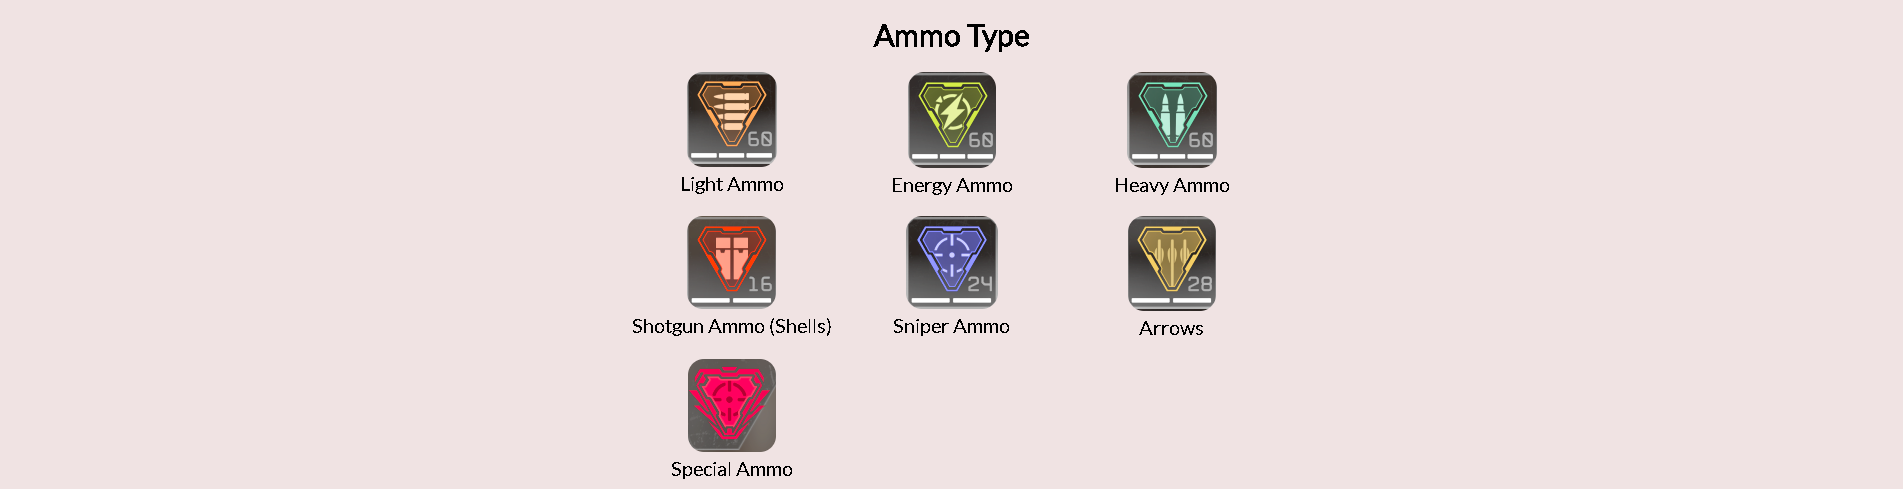 Ammo Type
60
60
60
Light Ammo
Energy Ammo
Heavy Ammo
16
24
28
Shotgun Ammo (Shells)
Sniper Ammo
Arrows
Special Ammo